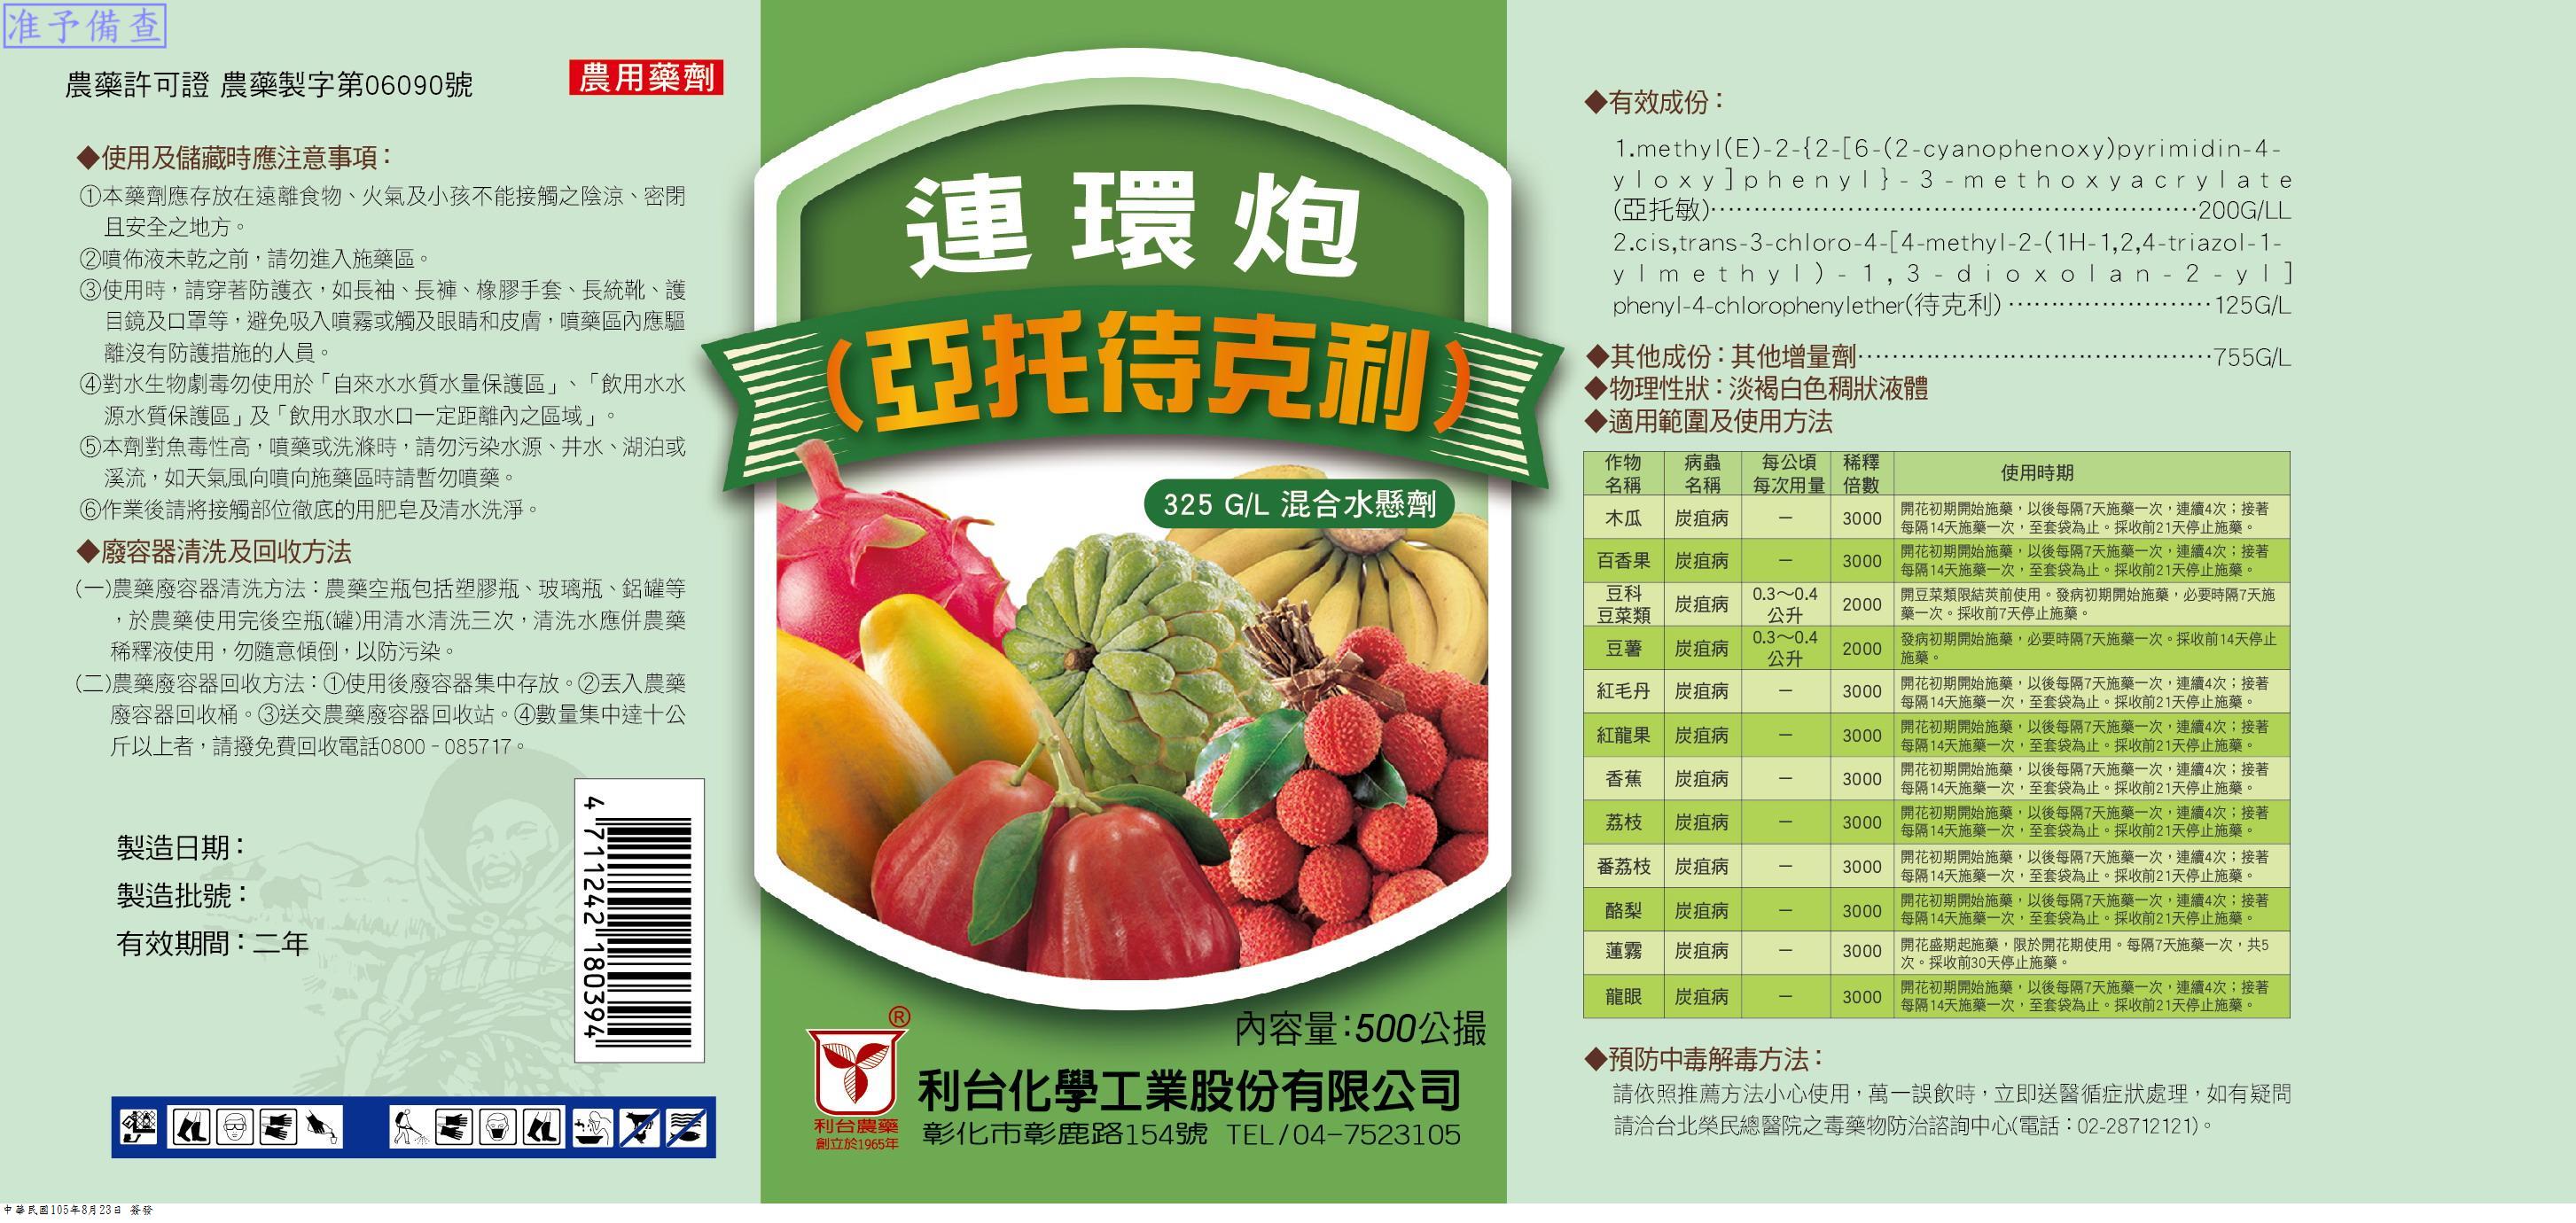 准予備查
農藥許可證 農藥製字第06090號
農用藥劑
◆使用及儲藏時應注意事項：
①本藥劑應存放在遠離食物、火氣及小孩不能接觸之陰涼、密閉
且安全之地方。
②噴佈液未乾之前，請勿進入施藥區。
③使用時，請穿著防護衣，如長袖、長褲、橡膠手套、長統靴、護
目鏡及口罩等，避免吸入噴霧或觸及眼睛和皮膚，噴藥區內應驅
離沒有防護措施的人員。
④對水生物劇毒勿使用於「自來水水質水量保護區」、「飲用水水
源水質保護區」及「飲用水取水口一定距離內之區域」。
⑤本劑對魚毒性高，噴藥或洗滌時，請勿污染水源、井水、湖泊或
溪流，如天氣風向噴向施藥區時請暫勿噴藥。
⑥作業後請將接觸部位徹底的用肥皂及清水洗淨。
◆廢容器清洗及回收方法
(一)農藥廢容器清洗方法：農藥空瓶包括塑膠瓶、玻璃瓶、鋁罐等
，於農藥使用完後空瓶(罐)用清水清洗三次，清洗水應併農藥
稀釋液使用，勿隨意傾倒，以防污染。
(二)農藥廢容器回收方法：①使用後廢容器集中存放。②丟入農藥
廢容器回收桶。③送交農藥廢容器回收站。④數量集中達十公
斤以上者，請撥免費回收電話0800-085717。
製造日期：
製造批號：
有效期間：二年
4 711242 180394
連環炮
(亞托待克利)
325 G/L 混合水懸劑
內容量:500公撮
®
利台農藥
創立於1965年
利台化學工業股份有限公司
彰化市彰鹿路154號 TEL/04-7523105
◆有效成份：
1.methyl(E)-2-{2-[6-(2-cyanophenoxy)pyrimidin-4-
yloxy]phenyl}-3-methoxyacrylate
(亞托敏)⋯⋯⋯⋯⋯⋯⋯⋯⋯⋯⋯⋯⋯⋯⋯⋯200G/LL
2.cis,trans-3-chloro-4-[4-methyl-2-(1H-1,2,4-triazol-1-
ylmethyl)-1,3-dioxolan-2-yl]
phenyl-4-chlorophenylether(待克利)⋯⋯⋯⋯⋯⋯⋯⋯125G/L
◆其他成份：其他增量劑⋯⋯⋯⋯⋯⋯⋯⋯⋯⋯⋯⋯755G/L
◆物理性狀：淡褐白色稠狀液體
◆適用範圍及使用方法
作物名稱 病蟲名稱 每公頃每次用量 稀釋倍數 使用時期
木瓜 炭疽病 － 3000 開花初期開始施藥，以後每隔7天施藥一次，連續4次；接著
每隔14天施藥一次，至套袋為止。採收前21天停止施藥。
百香果 炭疽病 － 3000 開花初期開始施藥，以後每隔7天施藥一次，連續4次；接著
每隔14天施藥一次，至套袋為止。採收前21天停止施藥。
豆科豆菜類 炭疽病 0.3～0.4公升 2000 開豆菜類限結莢前使用。發病初期開始施藥，必要時隔7天施
藥一次。採收前7天停止施藥。
豆薯 炭疽病 0.3～0.4公升 2000 發病初期開始施藥，必要時隔7天施藥一次。採收前14天停止
施藥。
紅毛丹 炭疽病 － 3000 開花初期開始施藥，以後每隔7天施藥一次，連續4次；接著
每隔14天施藥一次，至套袋為止。採收前21天停止施藥。
紅龍果 炭疽病 － 3000 開花初期開始施藥，以後每隔7天施藥一次，連續4次；接著
每隔14天施藥一次，至套袋為止。採收前21天停止施藥。
香蕉 炭疽病 － 3000 開花初期開始施藥，以後每隔7天施藥一次，連續4次；接著
每隔14天施藥一次，至套袋為止。採收前21天停止施藥。
荔枝 炭疽病 － 3000 開花初期開始施藥，以後每隔7天施藥一次，連續4次；接著
每隔14天施藥一次，至套袋為止。採收前21天停止施藥。
番荔枝 炭疽病 － 3000 開花初期開始施藥，以後每隔7天施藥一次，連續4次；接著
每隔14天施藥一次，至套袋為止。採收前21天停止施藥。
酪梨 炭疽病 － 3000 開花初期開始施藥，以後每隔7天施藥一次，連續4次；接著
每隔14天施藥一次，至套袋為止。採收前21天停止施藥。
蓮霧 炭疽病 － 3000 開花盛期起施藥，限於開花期使用。每隔7天施藥一次，共5
次。採收前30天停止施藥。
龍眼 炭疽病 － 3000 開花初期開始施藥，以後每隔7天施藥一次，連續4次；接著
每隔14天施藥一次，至套袋為止。採收前21天停止施藥。
◆預防中毒解毒方法：
請依照推薦方法小心使用，萬一誤飲時，立即送醫循症狀處理，如有疑問
請洽台北榮民總醫院之毒藥物防治諮詢中心(電話：02-28712121)。
中華民國105年8月23日 簽發